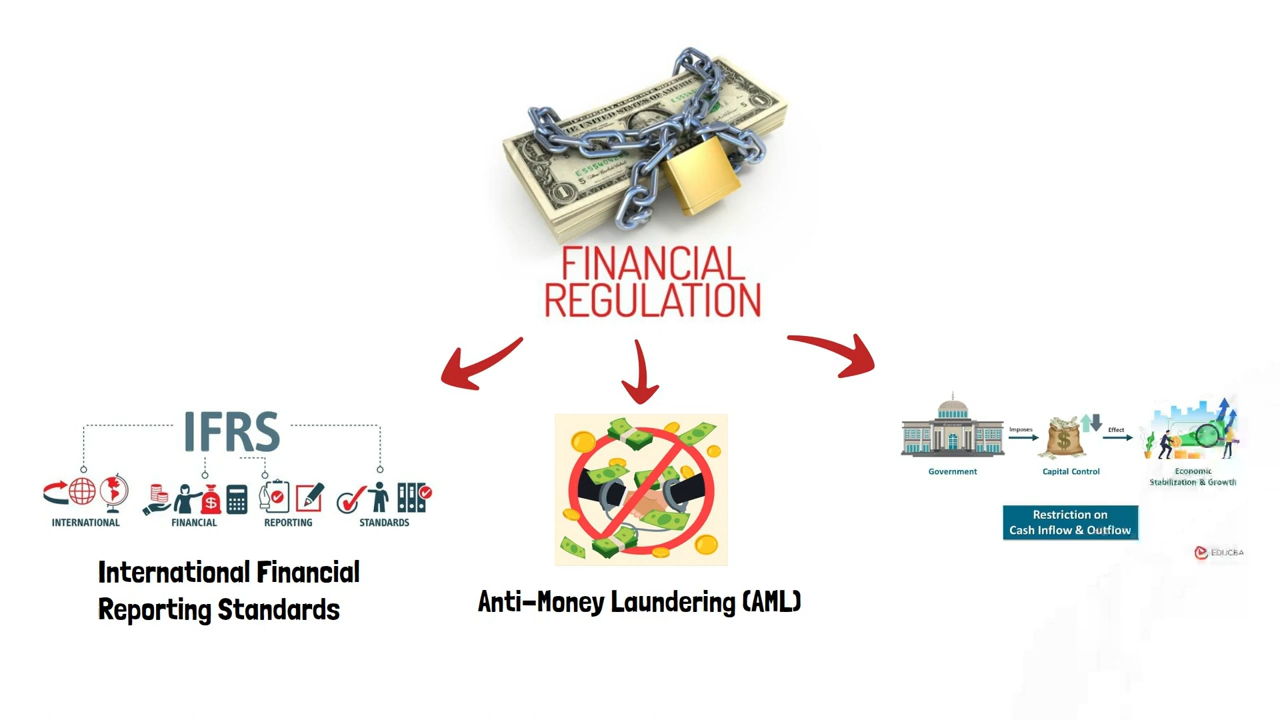 FINANCIAL
REGULATION
IFRS
INTERNATIONAL
FINANCIAL
REPORTING
STANDARDS
International Financial
Reporting Standards
Anti-Money Laundering (AML)
Imposes
Effect
Government
Capital Control
Economic
Stabilization & Growth
Restriction on
Cash Inflow & Outflow
EDUCBA